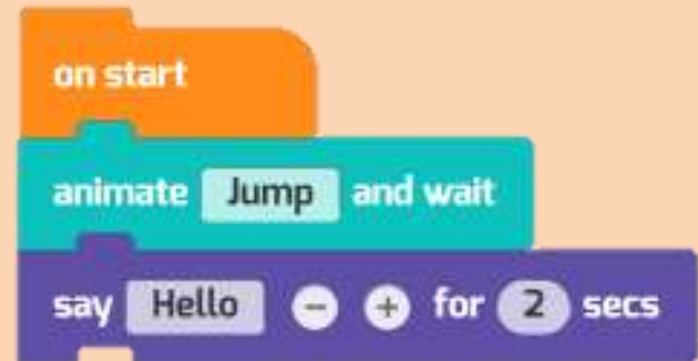 on start
animate Jump and wait
say Hello - + for 2 secs